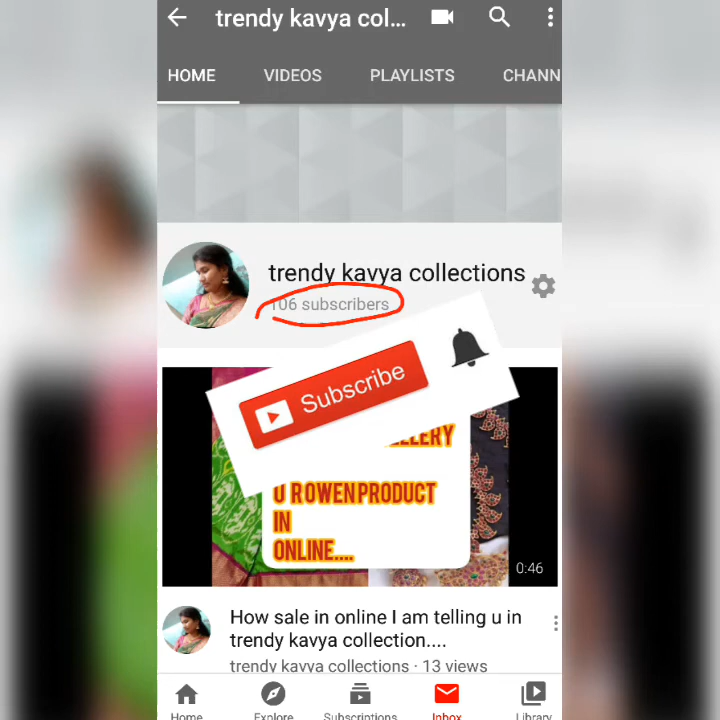 trendy kavya col...
HOME VIDEOS PLAYLISTS CHANN
trendy kavya collections
106 subscribers
Subscribe
U R OWEN PRODUCT
IN
ONLINE....
0:46
How sale in online I am telling u in
trendy kavya collection....
trendy kavya collections · 13 views
Home Explore Subscriptions Inbox Library